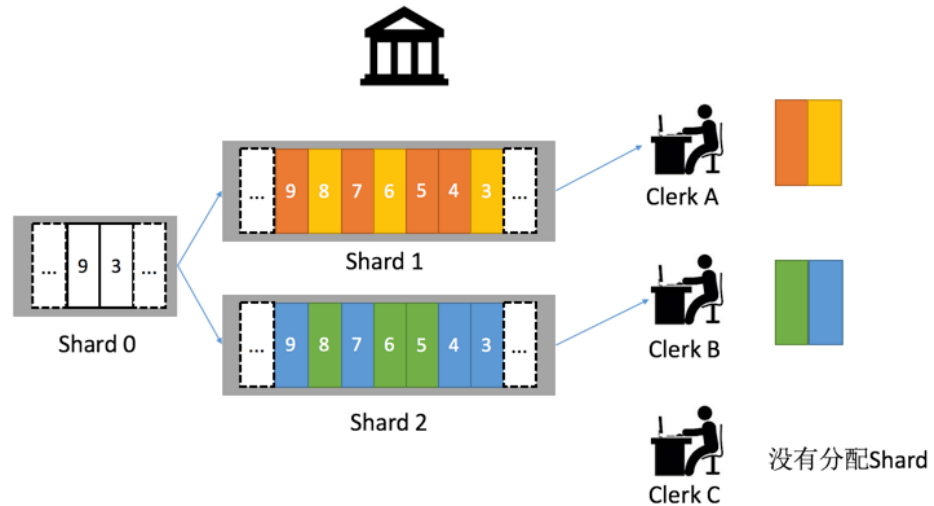 ... 9 3 ...
Shard 0
... 9 8 7 6 5 4 3 ...
Shard 1
... 9 8 7 6 5 4 3 ...
Shard 2
Clerk A
Clerk B
Clerk C
没有分配Shard